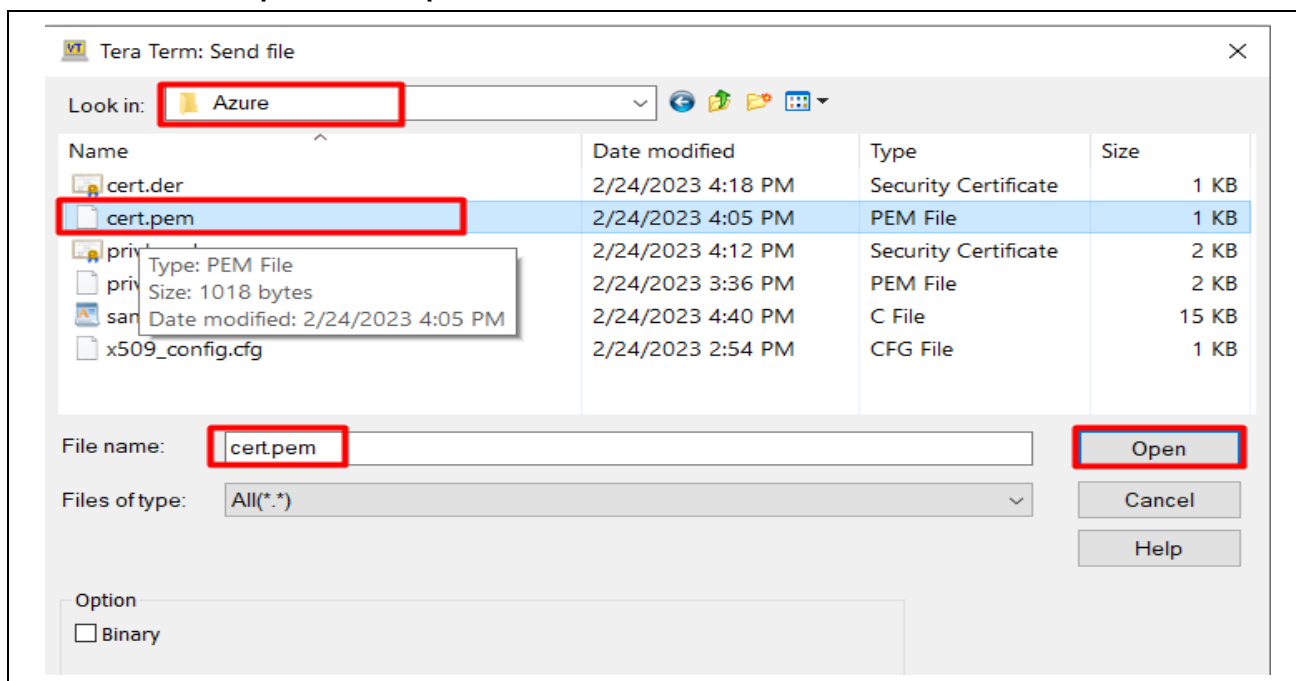 Tera Term: Send file
Look in: Azure
Name Date modified Type Size
cert.der 2/24/2023 4:18 PM Security Certificate 1 KB
cert.pem 2/24/2023 4:05 PM PEM File 1 KB
2/24/2023 4:12 PM Security Certificate 2 KB
2/24/2023 3:36 PM PEM File 2 KB
2/24/2023 4:40 PM C File 15 KB
Type: PEM File
Size: 1018 bytes
Date modified: 2/24/2023 4:05 PM
x509_config.cfg 2/24/2023 2:54 PM CFG File 1 KB
File name: cert.pem Open
Files of type: All(*.*) Cancel
Help
Option
Binary